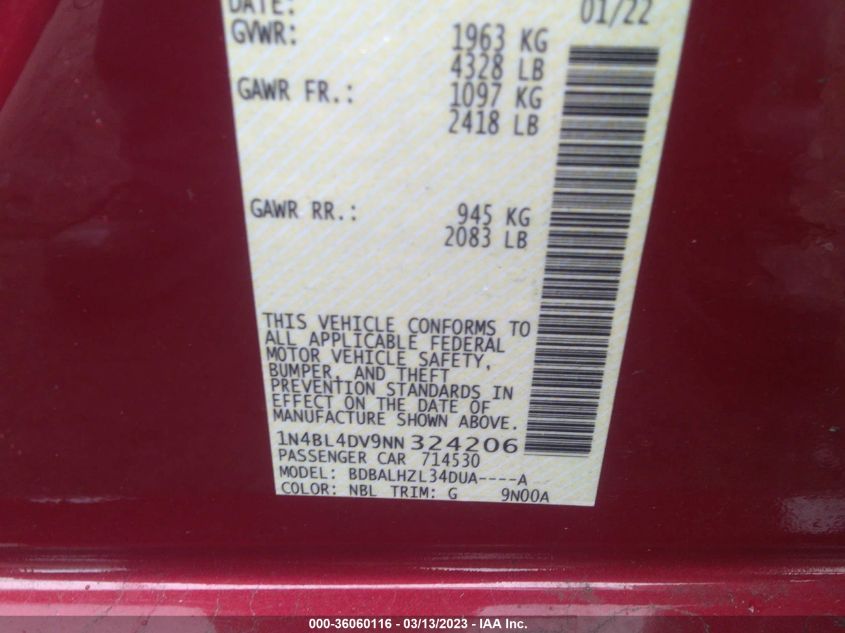 DATE: 01/22
GVWR: 1963 KG
4328 LB
GAWR FR.: 1097 KG
2418 LB
GAWR RR.: 945 KG
2083 LB
THIS VEHICLE CONFORMS TO
ALL APPLICABLE FEDERAL
MOTOR VEHICLE SAFETY,
BUMPER, AND THEFT
PREVENTION STANDARDS IN
EFFECT ON THE DATE OF
MANUFACTURE SHOWN ABOVE.
1N4BL4DV9NN 324206
PASSENGER CAR 714530
MODEL: BDBALHZL34DUA----A
COLOR: NBL TRIM: G 9N00A
000-36060116 — 03/13/2023 — IAA Inc.